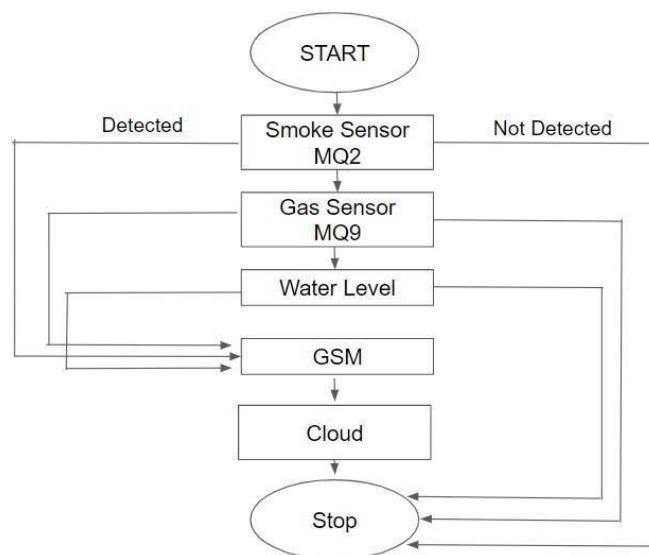 START
Detected
Smoke Sensor
MQ2
Not Detected
Gas Sensor
MQ9
Water Level
GSM
Cloud
Stop